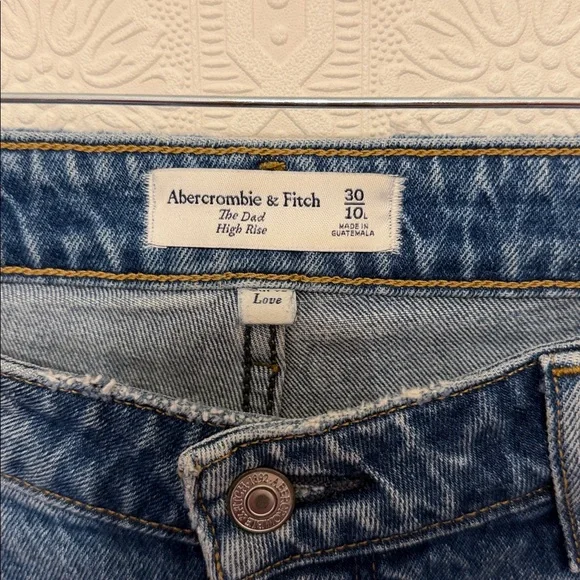 Abercrombie & Fitch
The Dad
High Rise
30
10L
MADE IN
GUATEMALA
Love